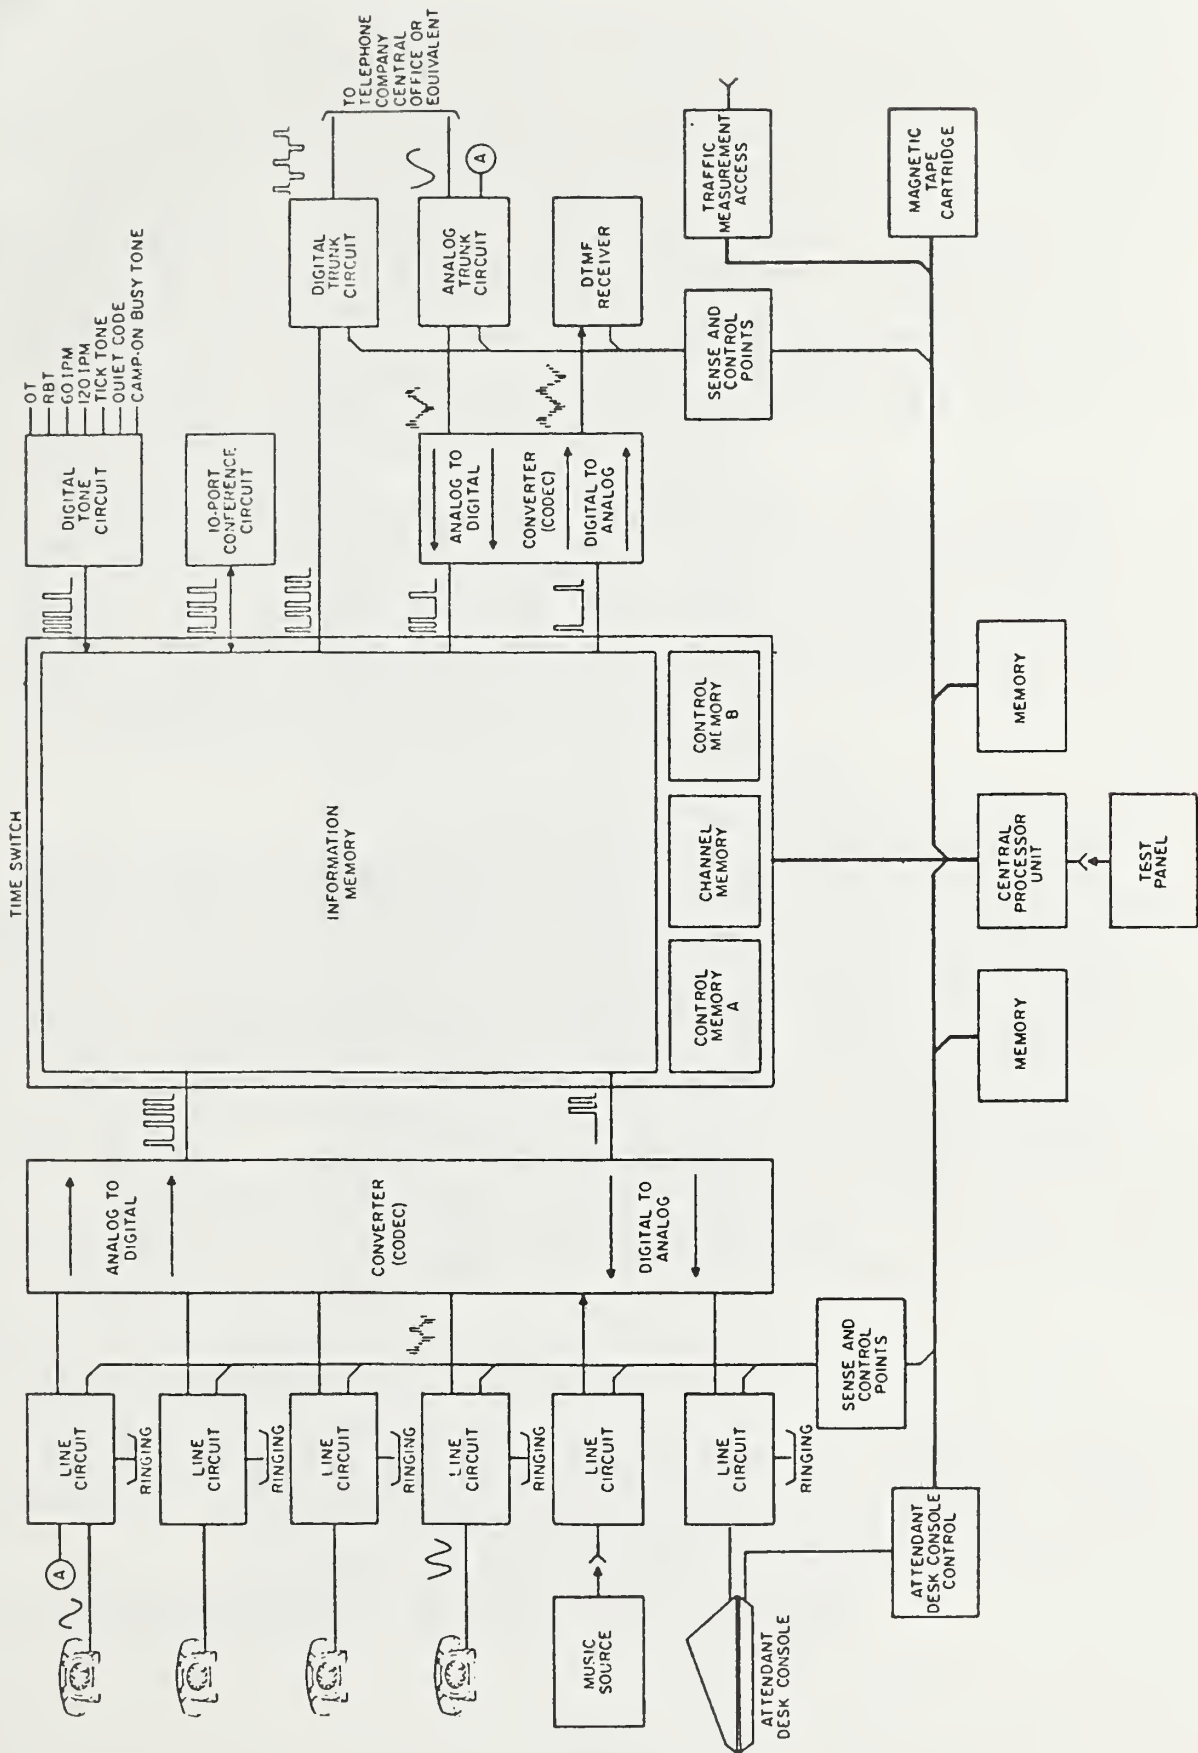 TIME SWITCH
INFORMATION
MEMORY
CONTROL
MEMORY
A
CHANNEL
MEMORY
CONTROL
MEMORY
B
ANALOG TO
DIGITAL
CONVERTER
(CODEC)
DIGITAL TO
ANALOG
LINE
CIRCUIT
RINGING
LINE
CIRCUIT
RINGING
LINE
CIRCUIT
RINGING
LINE
CIRCUIT
RINGING
LINE
CIRCUIT
LINE
CIRCUIT
RINGING
A
MUSIC
SOURCE
ATTENDANT
DESK CONSOLE
ATTENDANT
DESK CONSOLE
CONTROL
SENSE AND
CONTROL
POINTS
DIGITAL
TONE
CIRCUIT
OT
RBT
60 IPM
120 IPM
TICK TONE
QUIET CODE
CAMP-ON BUSY TONE
10-PORT
CONFERENCE
CIRCUIT
DIGITAL
TRUNK
CIRCUIT
ANALOG
TRUNK
CIRCUIT
A
TO
TELEPHONE
COMPANY
CENTRAL
OFFICE OR
EQUIVALENT
DTMF
RECEIVER
ANALOG TO
DIGITAL
CONVERTER
(CODEC)
DIGITAL TO
ANALOG
SENSE AND
CONTROL
POINTS
TRAFFIC
MEASUREMENT
ACCESS
MAGNETIC
TAPE
CARTRIDGE
MEMORY
CENTRAL
PROCESSOR
UNIT
MEMORY
TEST
PANEL